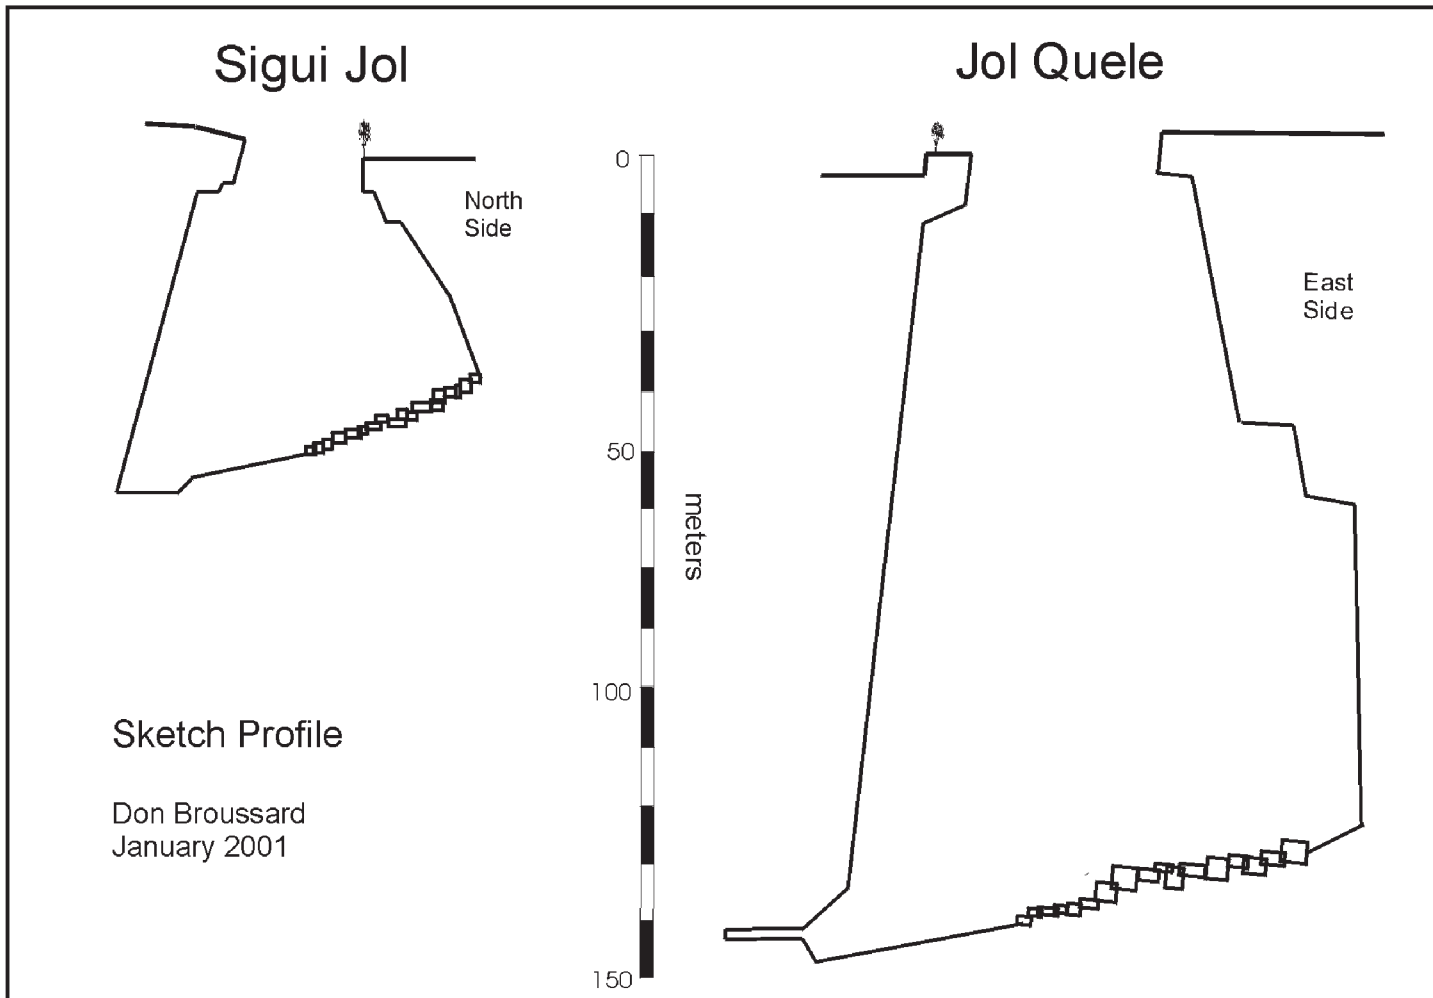 Sigui Jol
Jol Quele
North
Side
East
Side
0
50
100
150
meters
Sketch Profile
Don Broussard
January 2001